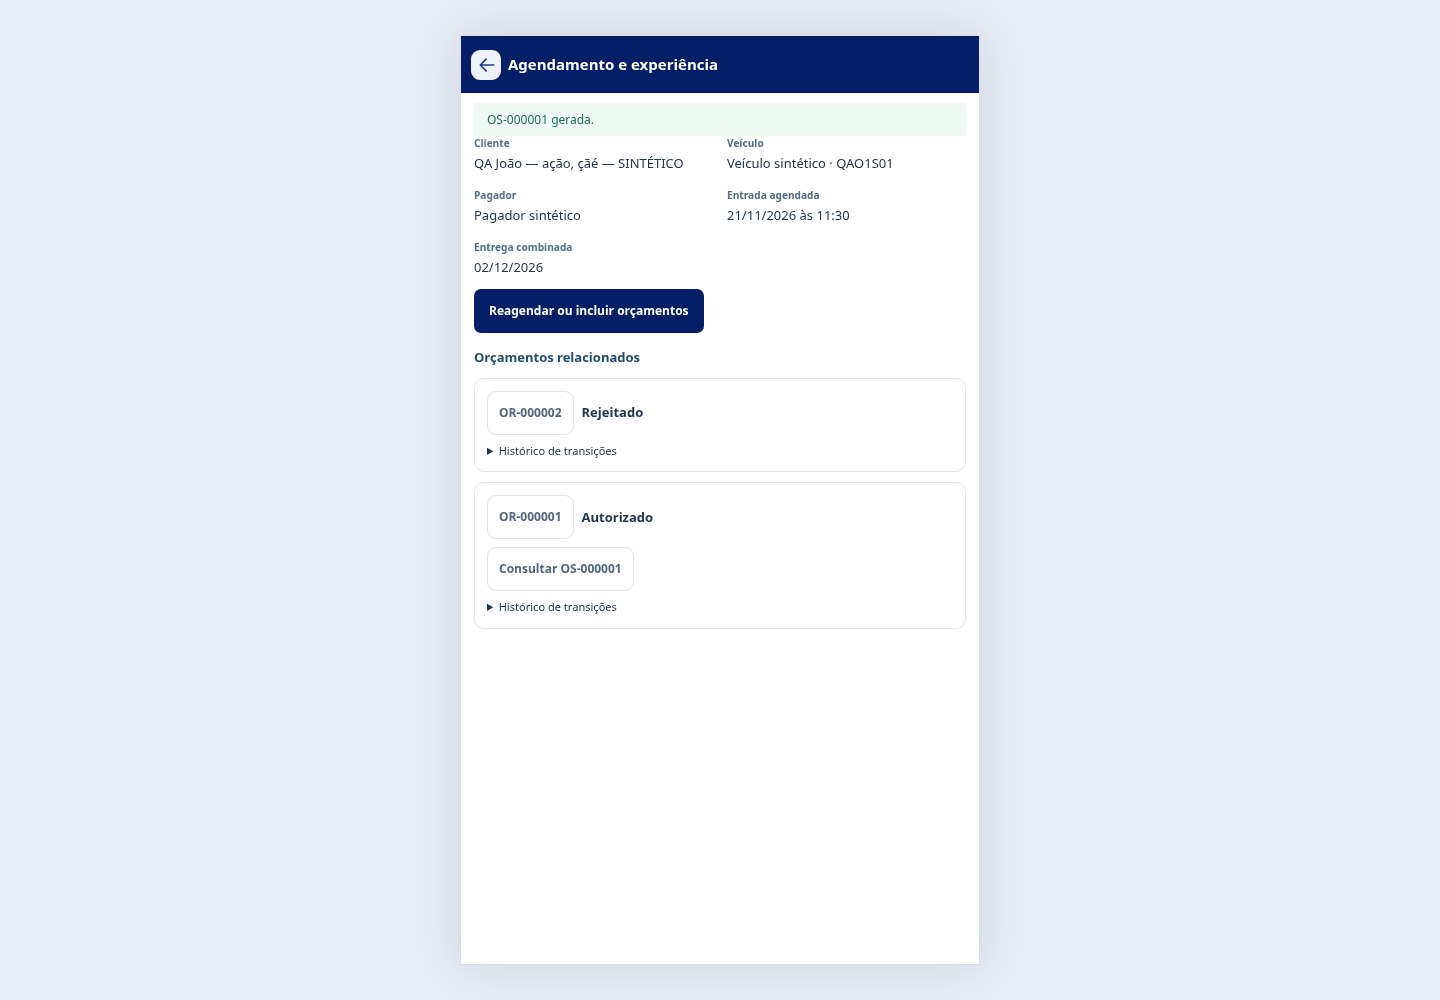 Agendamento e experiência
OS-000001 gerada.
Cliente
QA João — ação, çãé — SINTÉTICO
Veículo
Veículo sintético · QAO1S01
Pagador
Pagador sintético
Entrada agendada
21/11/2026 às 11:30
Entrega combinada
02/12/2026
Reagendar ou incluir orçamentos
Orçamentos relacionados
OR-000002 Rejeitado
Histórico de transições
OR-000001 Autorizado
Consultar OS-000001
Histórico de transições